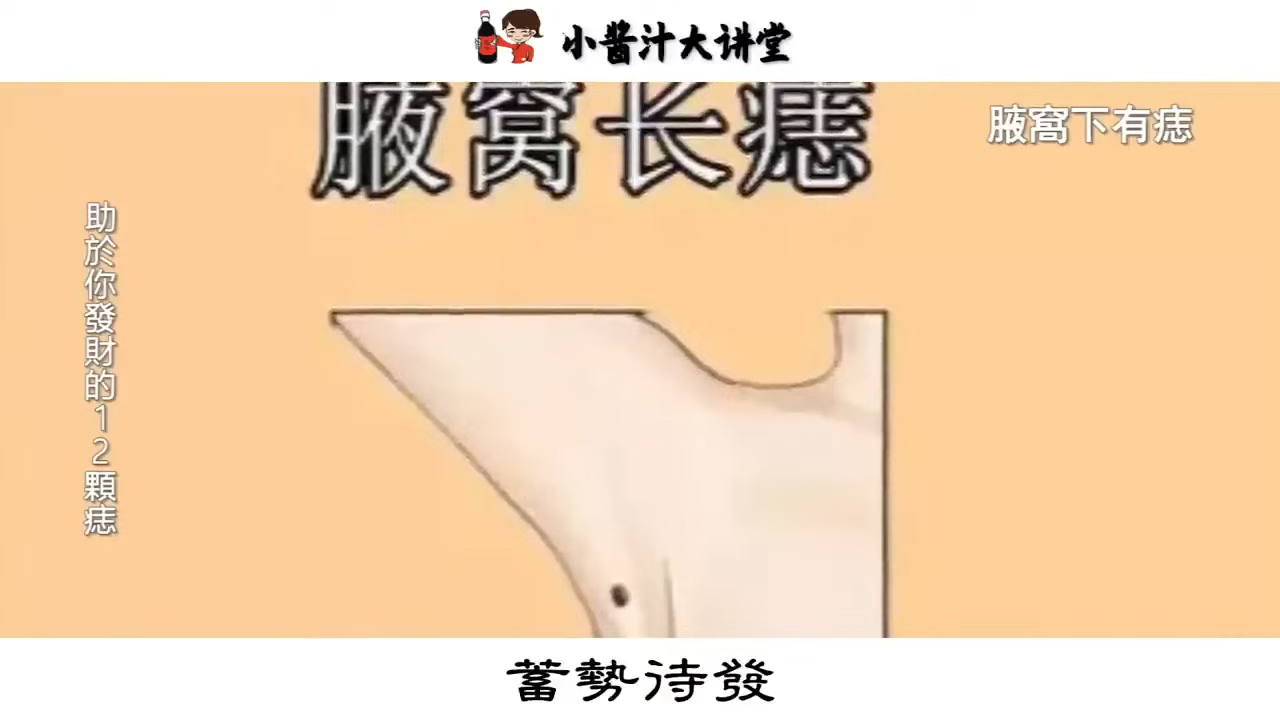 小酱汁大讲堂
腋窝长痣
腋窩下有痣
助於你發財的12顆痣
蓄勢待發